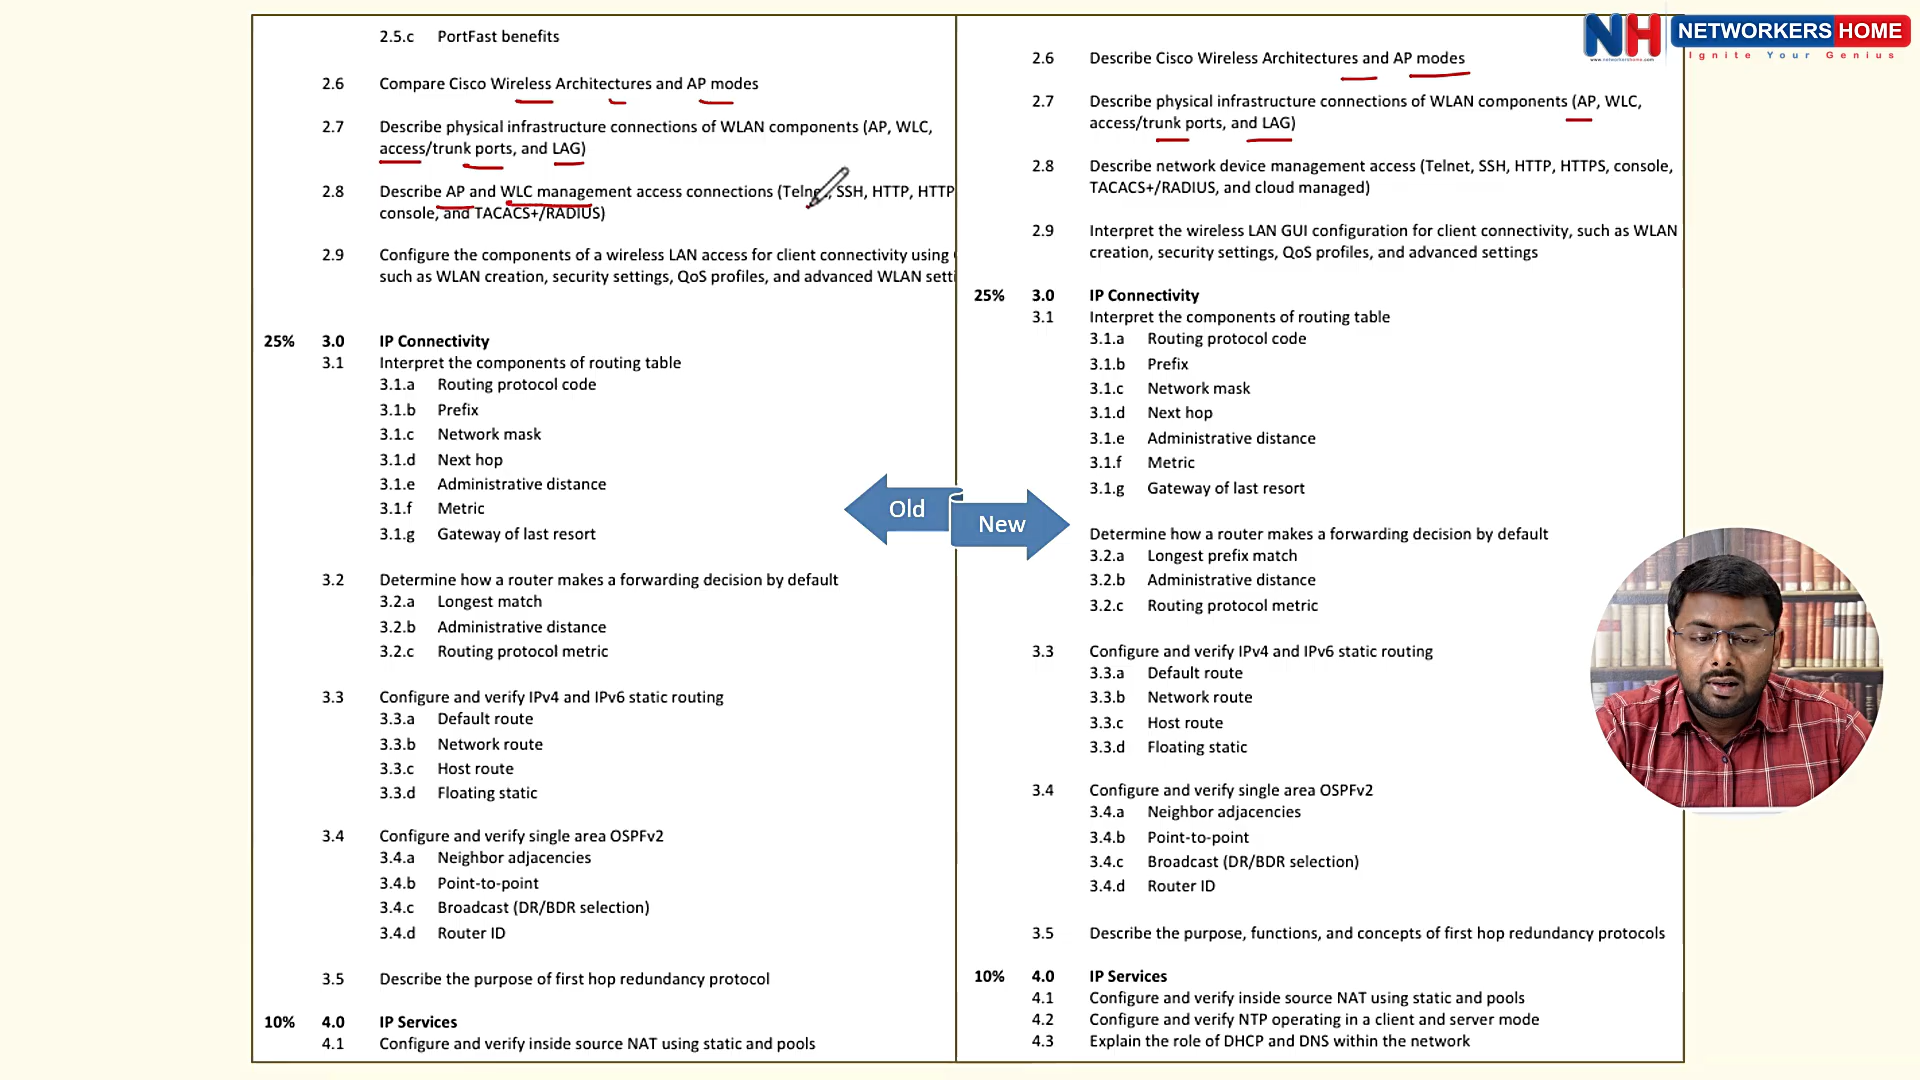 2.5.c PortFast benefits
2.6 Compare Cisco Wireless Architectures and AP modes
2.7 Describe physical infrastructure connections of WLAN components (AP, WLC,
access/trunk ports, and LAG)
2.8 Describe AP and WLC management access connections (Telnet, SSH, HTTP, HTTP
console, and TACACS+/RADIUS)
2.9 Configure the components of a wireless LAN access for client connectivity using
such as WLAN creation, security settings, QoS profiles, and advanced WLAN setti
25% 3.0 IP Connectivity
3.1 Interpret the components of routing table
3.1.a Routing protocol code
3.1.b Prefix
3.1.c Network mask
3.1.d Next hop
3.1.e Administrative distance
3.1.f Metric
3.1.g Gateway of last resort
3.2 Determine how a router makes a forwarding decision by default
3.2.a Longest match
3.2.b Administrative distance
3.2.c Routing protocol metric
3.3 Configure and verify IPv4 and IPv6 static routing
3.3.a Default route
3.3.b Network route
3.3.c Host route
3.3.d Floating static
3.4 Configure and verify single area OSPFv2
3.4.a Neighbor adjacencies
3.4.b Point-to-point
3.4.c Broadcast (DR/BDR selection)
3.4.d Router ID
3.5 Describe the purpose of first hop redundancy protocol
10% 4.0 IP Services
4.1 Configure and verify inside source NAT using static and pools
Old
New
2.6 Describe Cisco Wireless Architectures and AP modes
2.7 Describe physical infrastructure connections of WLAN components (AP, WLC,
access/trunk ports, and LAG)
2.8 Describe network device management access (Telnet, SSH, HTTP, HTTPS, console,
TACACS+/RADIUS, and cloud managed)
2.9 Interpret the wireless LAN GUI configuration for client connectivity, such as WLAN
creation, security settings, QoS profiles, and advanced settings
25% 3.0 IP Connectivity
3.1 Interpret the components of routing table
3.1.a Routing protocol code
3.1.b Prefix
3.1.c Network mask
3.1.d Next hop
3.1.e Administrative distance
3.1.f Metric
3.1.g Gateway of last resort
Determine how a router makes a forwarding decision by default
3.2.a Longest prefix match
3.2.b Administrative distance
3.2.c Routing protocol metric
3.3 Configure and verify IPv4 and IPv6 static routing
3.3.a Default route
3.3.b Network route
3.3.c Host route
3.3.d Floating static
3.4 Configure and verify single area OSPFv2
3.4.a Neighbor adjacencies
3.4.b Point-to-point
3.4.c Broadcast (DR/BDR selection)
3.4.d Router ID
3.5 Describe the purpose, functions, and concepts of first hop redundancy protocols
10% 4.0 IP Services
4.1 Configure and verify inside source NAT using static and pools
4.2 Configure and verify NTP operating in a client and server mode
4.3 Explain the role of DHCP and DNS within the network
NH NETWORKERS HOME
Ignite Your Genius
www.networkershome.com